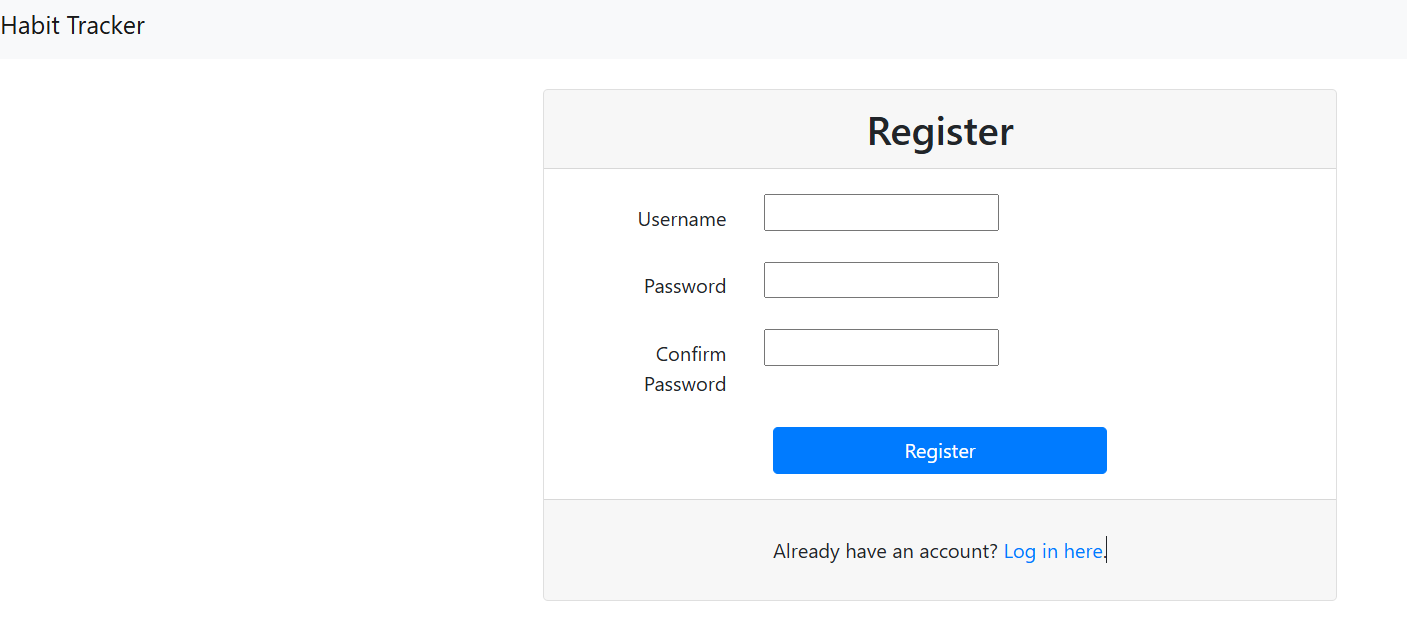 Habit Tracker
Register
Username
Password
Confirm
Password
Register
Already have an account? Log in here.